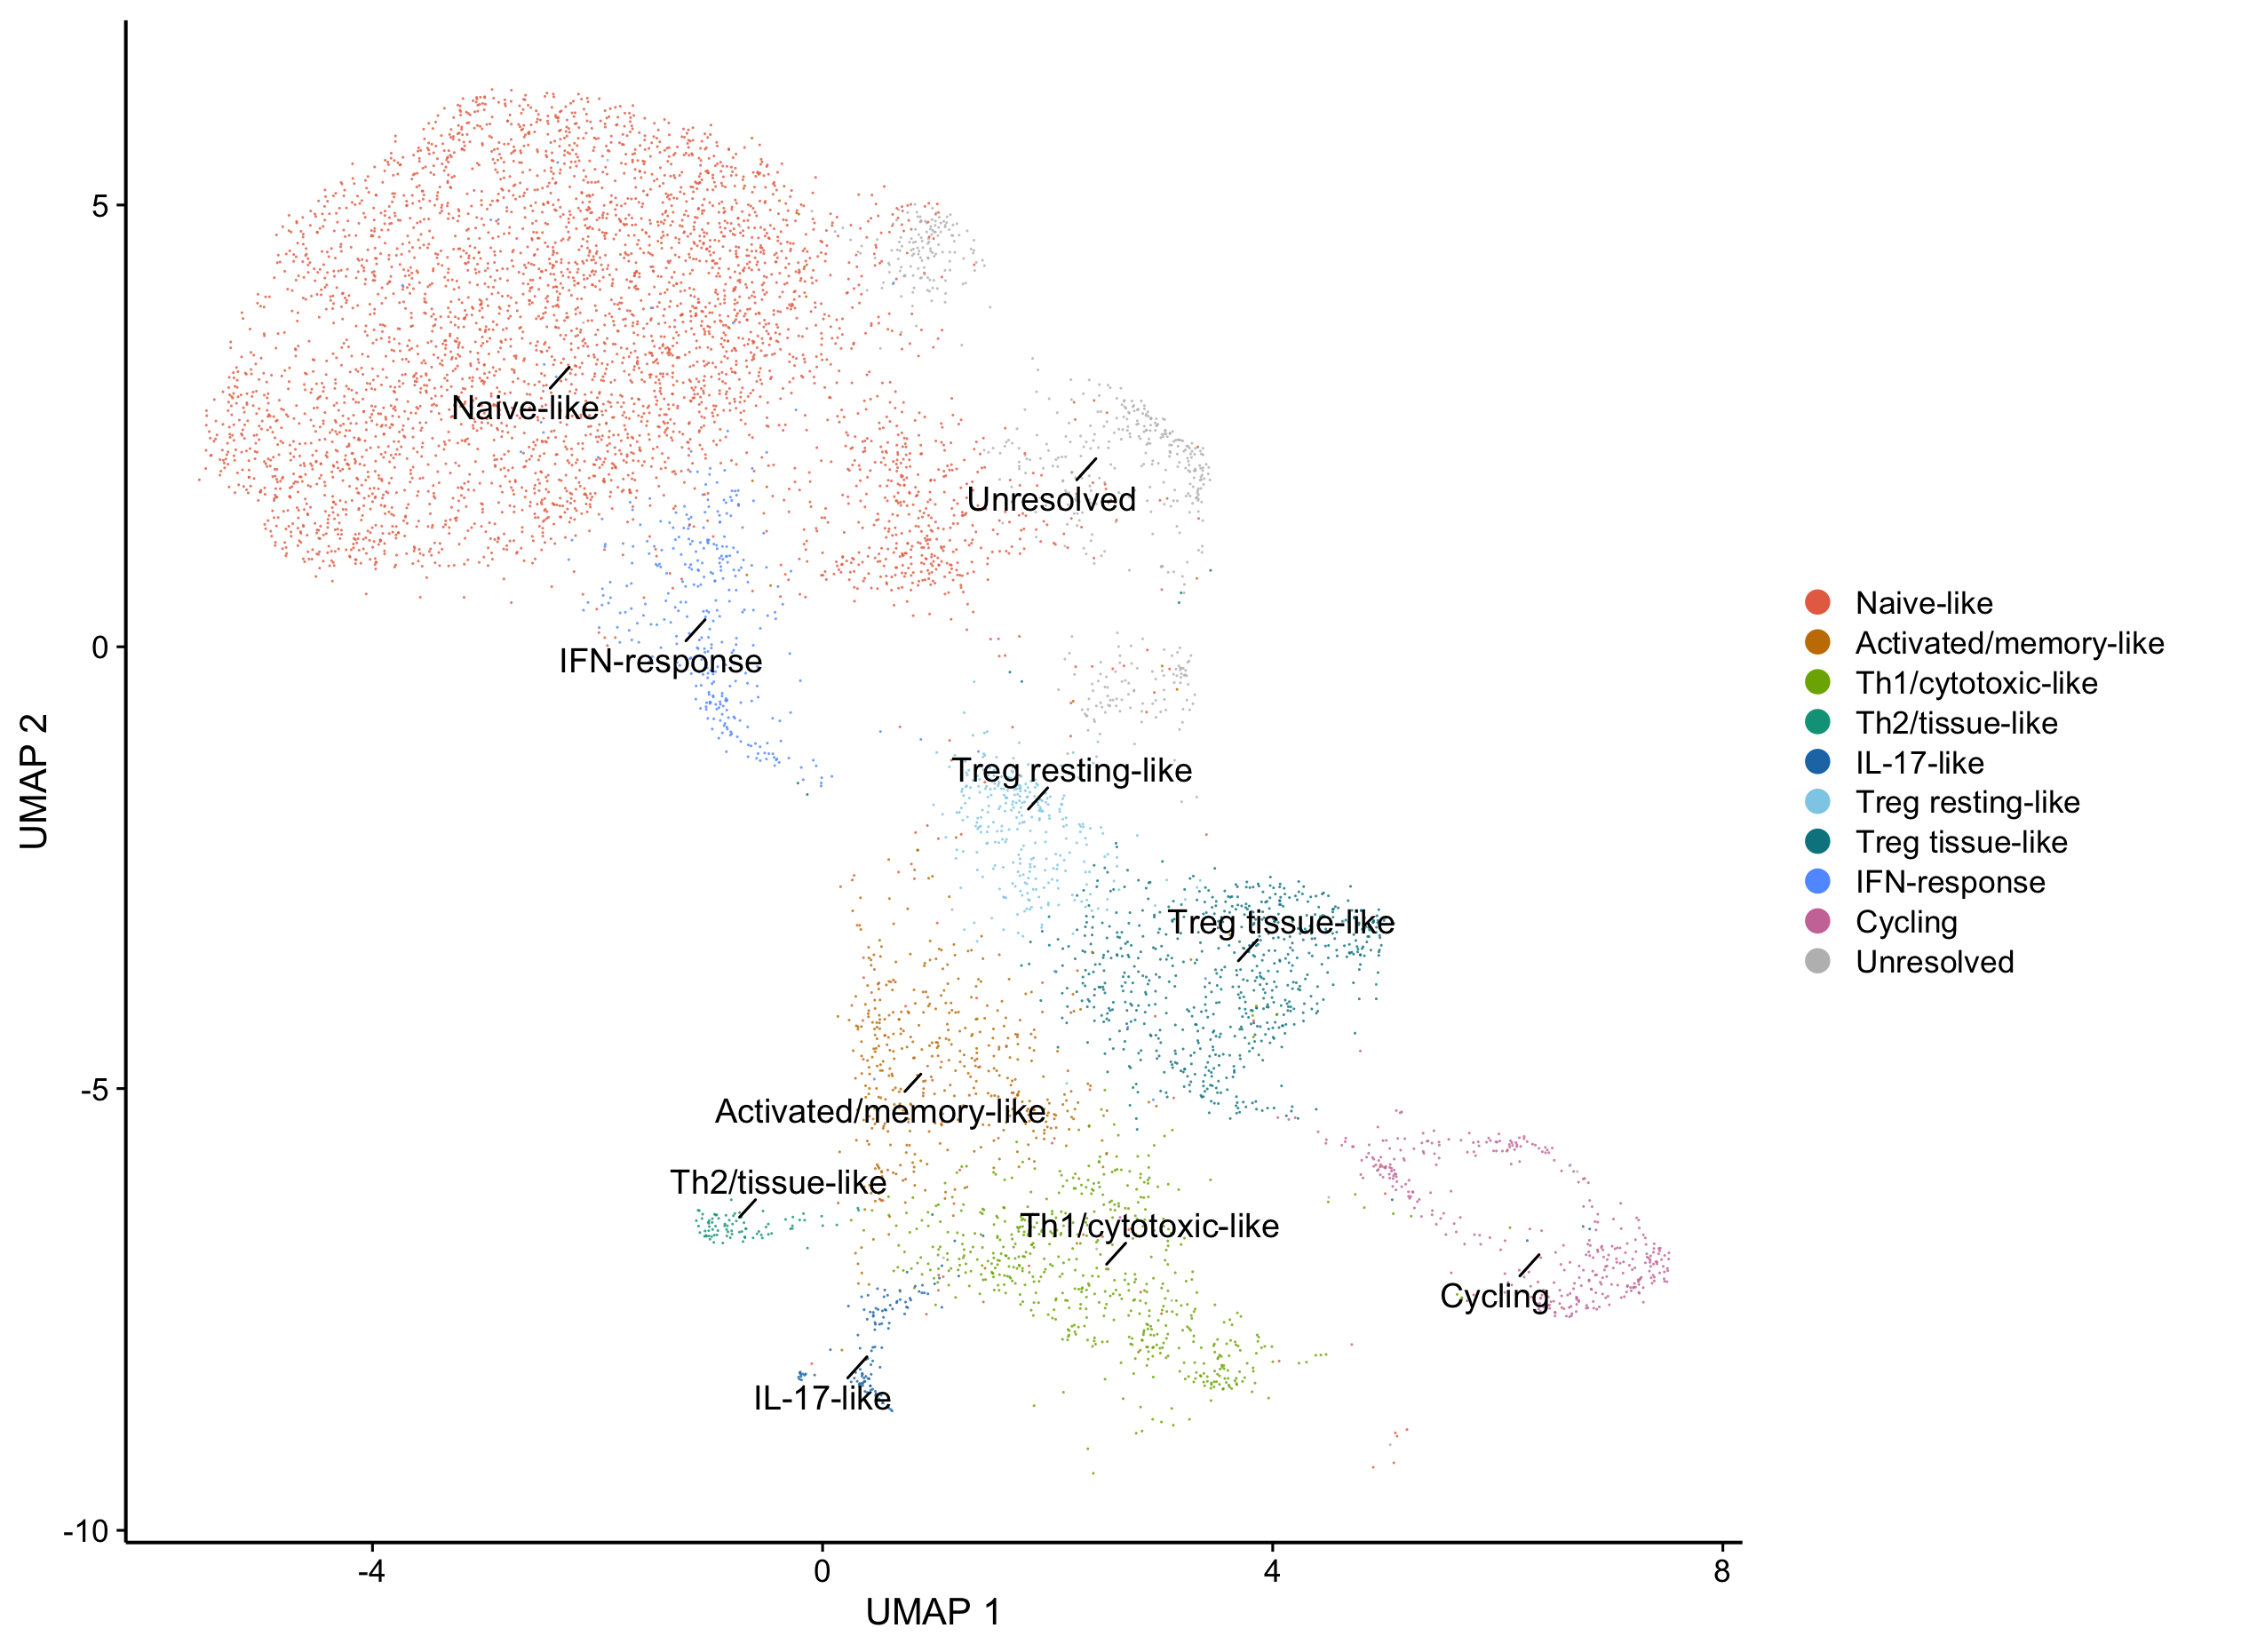 UMAP 2
5
0
-5
-10
Naive-like
Unresolved
IFN-response
Treg resting-like
Treg tissue-like
Activated/memory-like
Th2/tissue-like
Th1/cytotoxic-like
Cycling
IL-17-like
-4
0
4
8
UMAP 1
Naive-like
Activated/memory-like
Th1/cytotoxic-like
Th2/tissue-like
IL-17-like
Treg resting-like
Treg tissue-like
IFN-response
Cycling
Unresolved